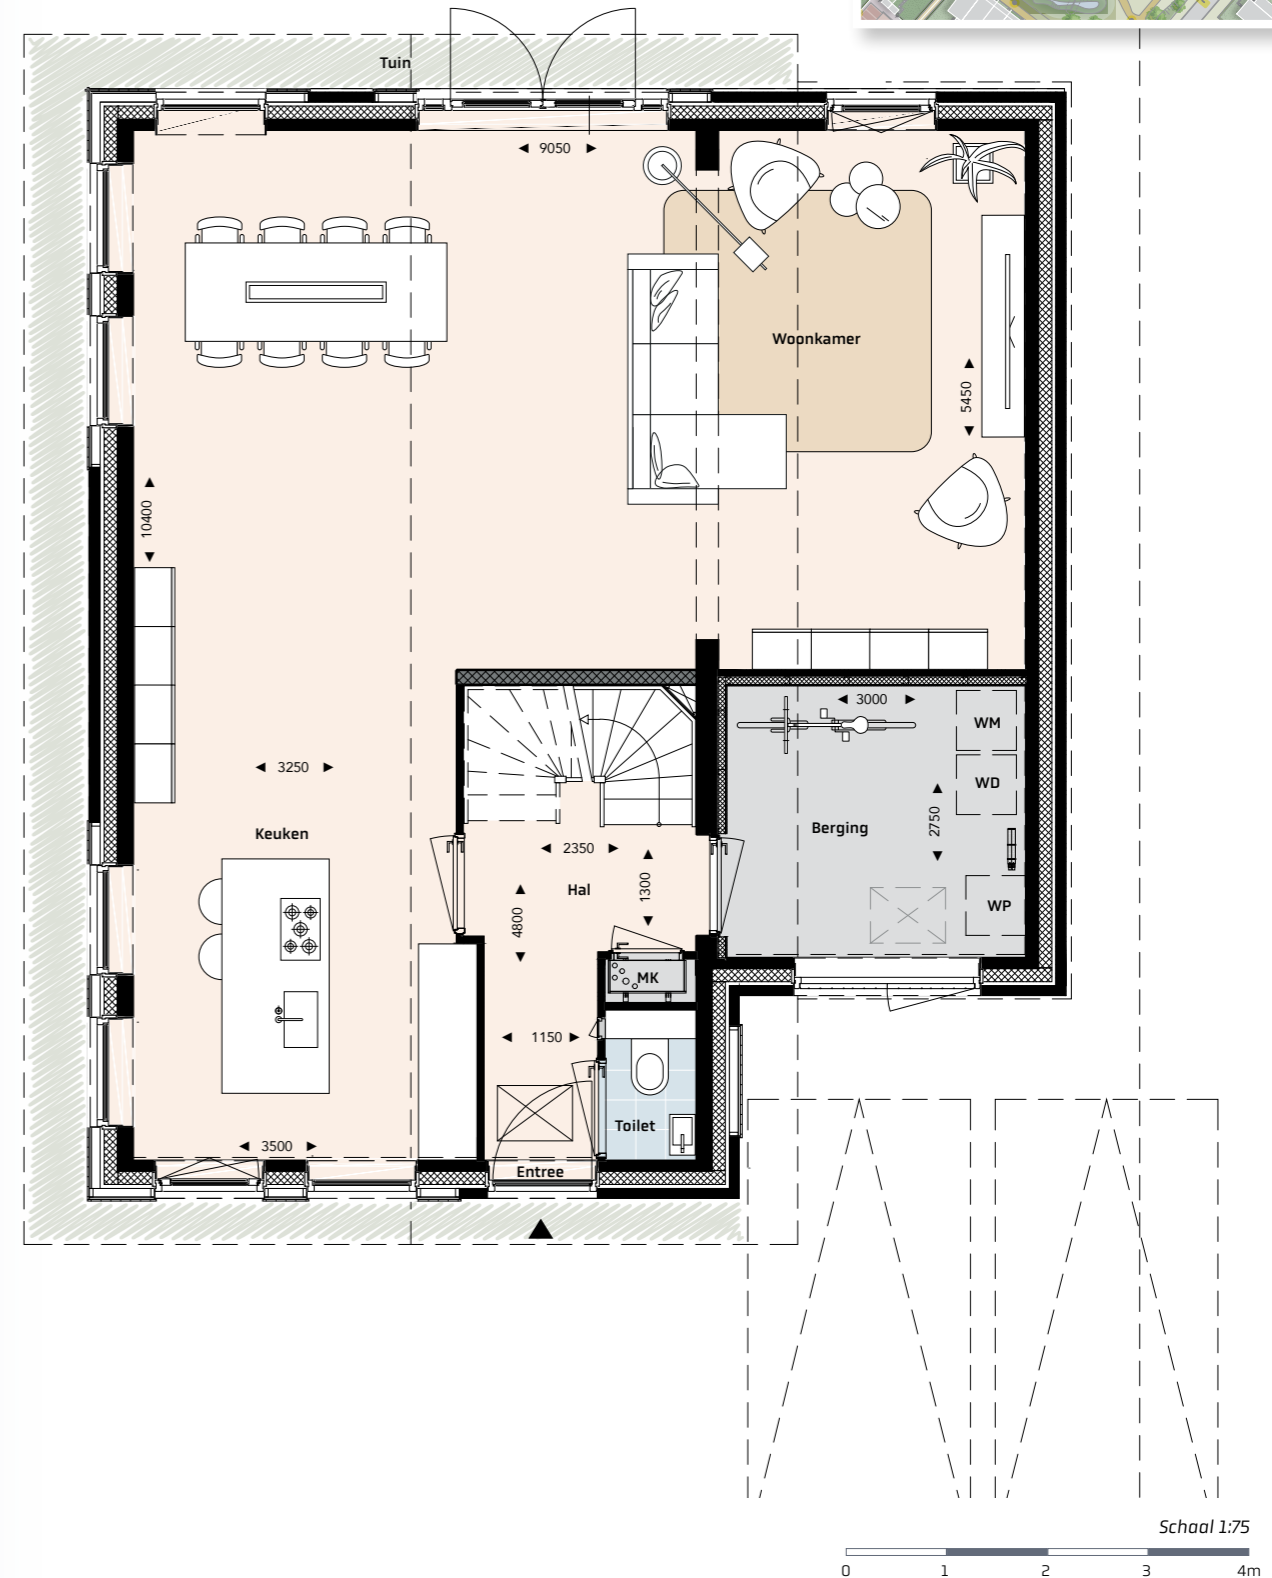 Tuin
9050
Woonkamer
5450
10400
3000
WM
3250
WD
Keuken
Berging
2750
2350
1300
Hal
4800
WP
MK
1150
Toilet
3500
Entree
Schaal 1:75
0 1 2 3 4m